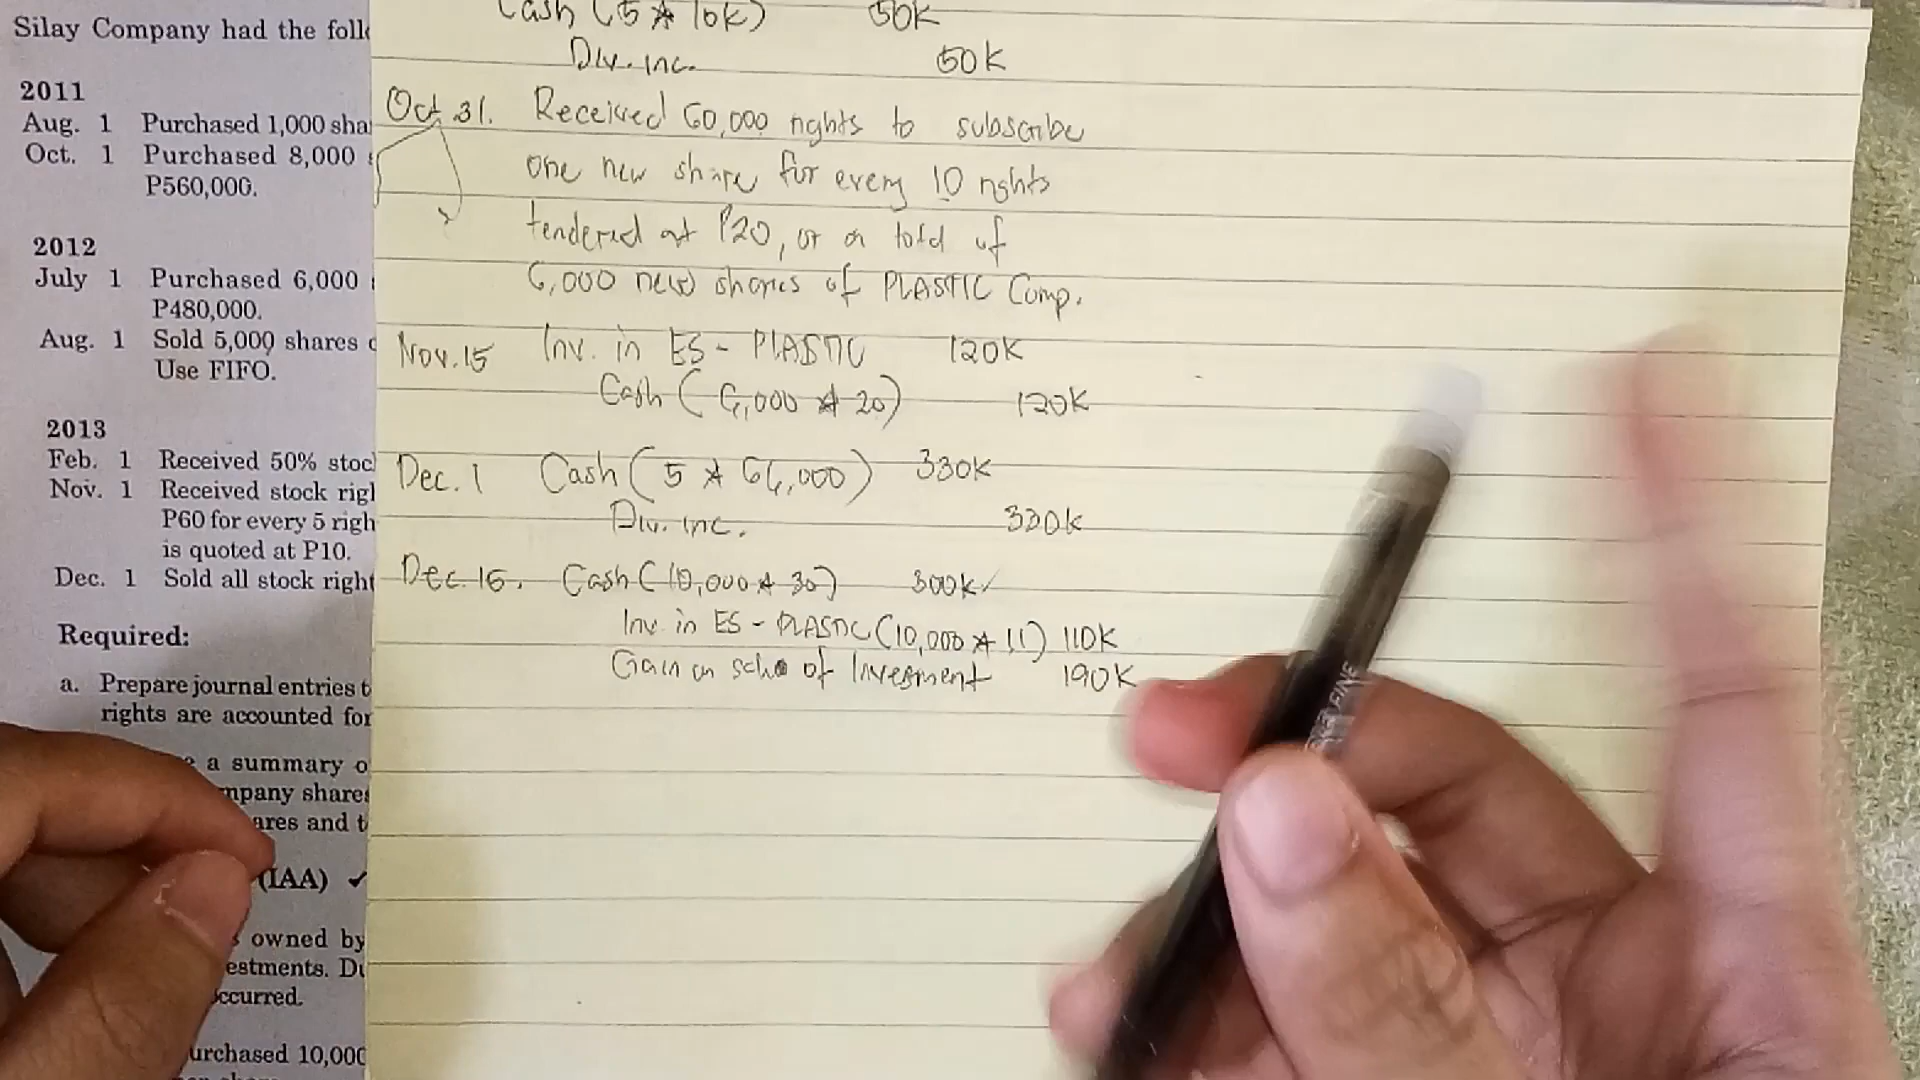 Silay Company had the foll
2011
Aug. 1 Purchased 1,000 sha
Oct. 1 Purchased 8,000
P560,000.
2012
July 1 Purchased 6,000
P480,000.
Aug. 1 Sold 5,000 shares
Use FIFO.
2013
Feb. 1 Received 50% stoc
Nov. 1 Received stock rig
P60 for every 5 righ
is quoted at P10.
Dec. 1 Sold all stock right
Required:
a. Prepare journal entries t
rights are accounted for
a summary o
mpany shares
ares and t
(IAA) ✓
owned by
estments. Du
ccurred.
urchased 10,000
Cash (5 * 10k) 50K
Div. inc. 50K
Oct 31. Received 60,000 rights to subscribe
one new share for every 10 rights
tendered at P20, or a total of
6,000 new shares of PLASTIC Comp.
Nov. 15 Inv. in ES - PLASTIC 120K
Cash (6,000 * 20) 120K
Dec. 1 Cash (5 * 66,000) 330K
Div. inc. 330k
Dec. 16. Cash (10,000 * 30) 300k
Inv. in ES - PLASTIC (10,000 * 11) 110K
Gain on sale of Invesment 190K